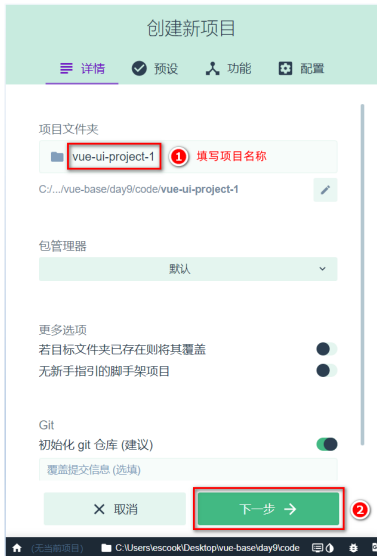 创建新项目
详情 预设 功能 配置
项目文件夹
vue-ui-project-1 1 填写项目名称
C:/.../vue-base/day9/code/vue-ui-project-1
包管理器
默认
更多选项
若目标文件夹已存在则将其覆盖
无新手指引的脚手架项目
Git
初始化 git 仓库 (建议)
覆盖提交信息 (选填)
取消 下一步 2
(无当前项目) C:\Users\escook\Desktop\vue-base\day9\code